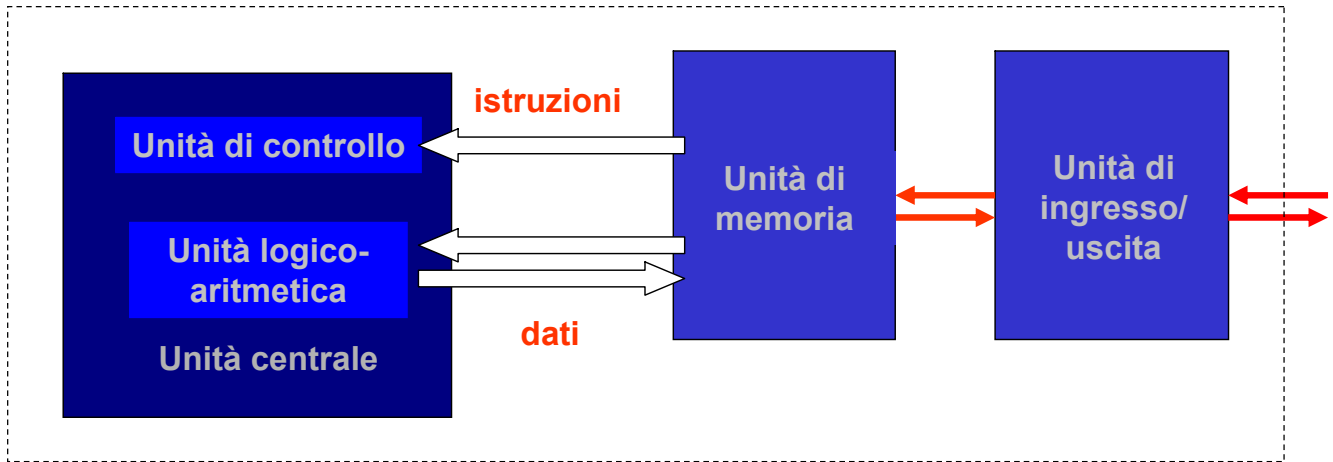 istruzioni
Unità di controllo
Unità logico-
aritmetica
Unità centrale
dati
Unità di
memoria
Unità di
ingresso/
uscita